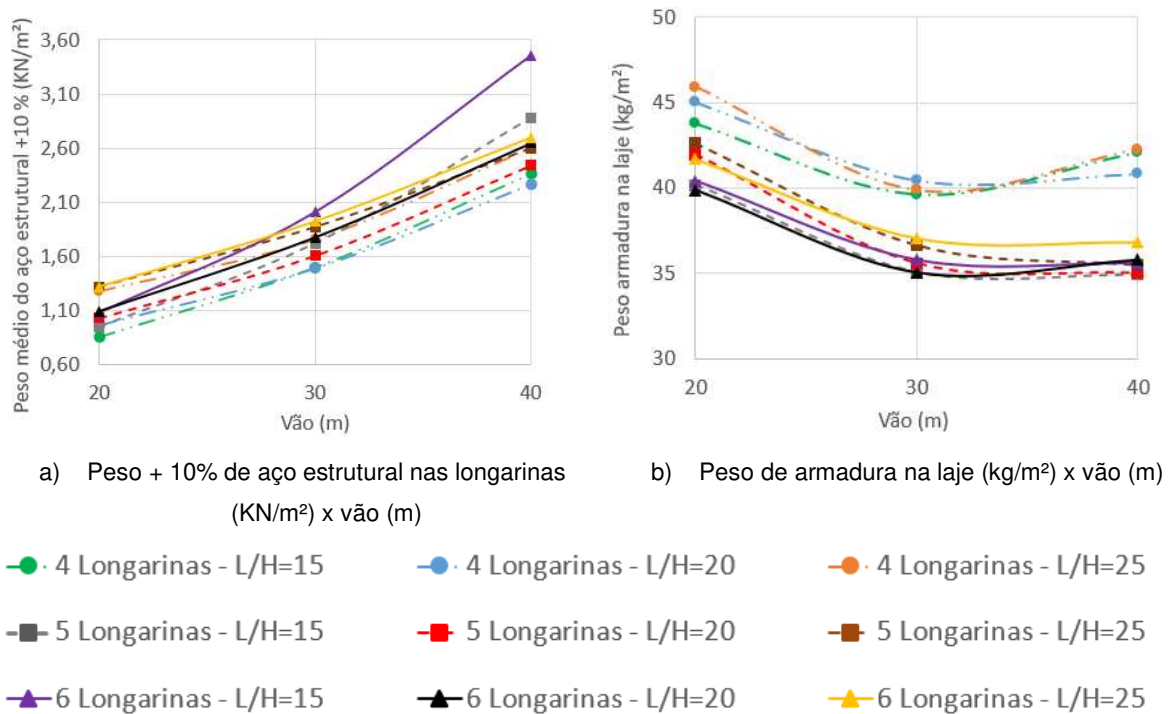 Peso médio do aço estrutural +10 % (KN/m²)
3,60
3,10
2,60
2,10
1,60
1,10
0,60
20
30
40
Vão (m)
Peso armadura na laje (kg/m²)
50
45
40
35
30
20
30
40
Vão (m)
a) Peso + 10% de aço estrutural nas longarinas
(KN/m²) x vão (m)
b) Peso de armadura na laje (kg/m²) x vão (m)
4 Longarinas - L/H=15
4 Longarinas - L/H=20
4 Longarinas - L/H=25
5 Longarinas - L/H=15
5 Longarinas - L/H=20
5 Longarinas - L/H=25
6 Longarinas - L/H=15
6 Longarinas - L/H=20
6 Longarinas - L/H=25